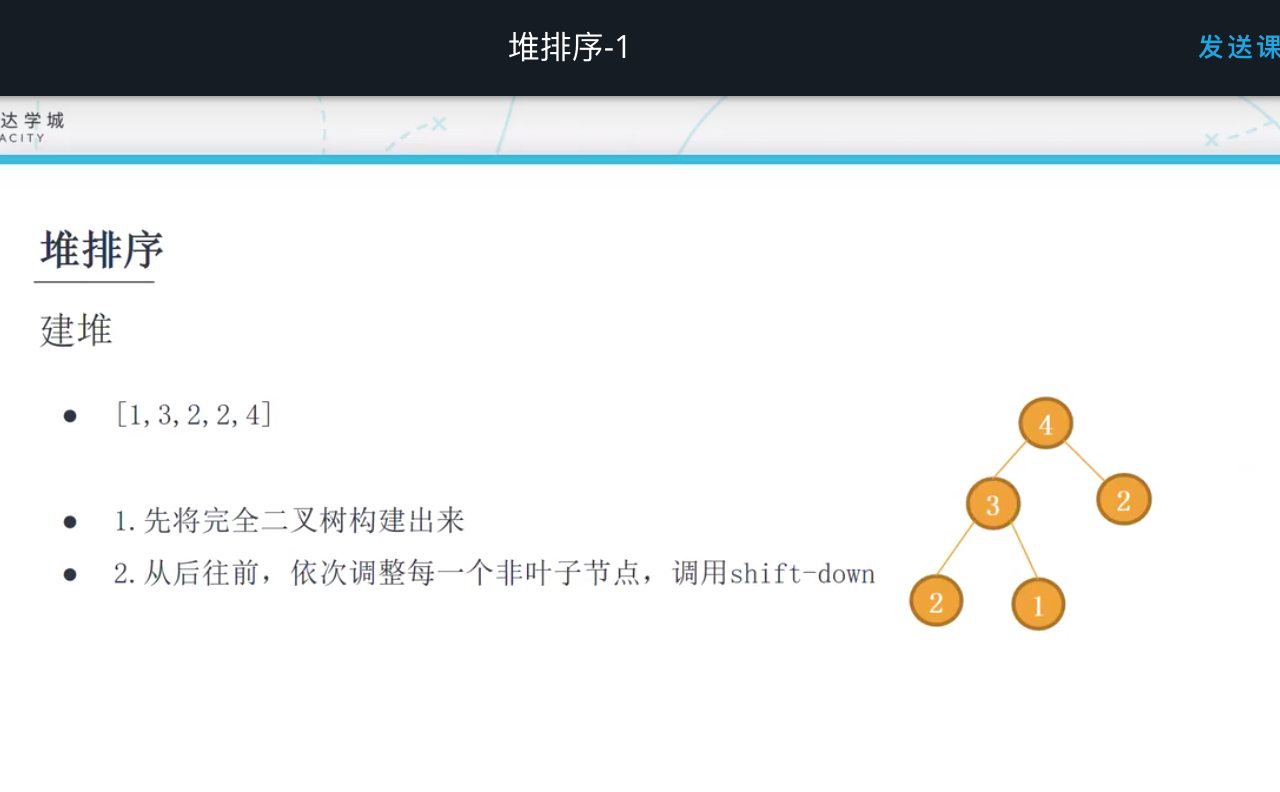 堆排序-1
发送课
达学城
ACITY
堆排序
建堆
[1,3,2,2,4]
1.先将完全二叉树构建出来
2.从后往前，依次调整每一个非叶子节点，调用shift-down
4
3
2
2
1